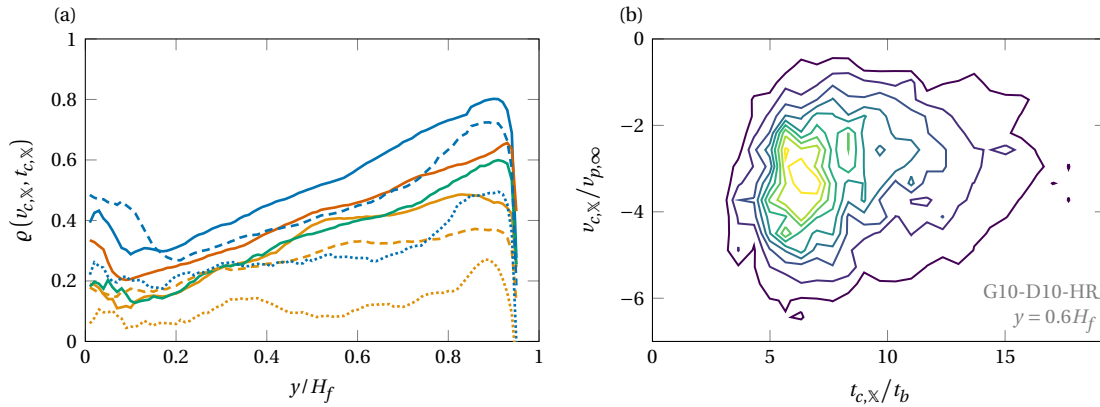 (a)
1
0.8
0.6
0.4
0.2
0
ϱ (v_{c,𝕏}, t_{c,𝕏})
0 0.2 0.4 0.6 0.8 1
y/H_f
(b)
0
−2
−4
−6
v_{c,𝕏}/v_{p,∞}
G10-D10-HR
y = 0.6H_f
0 5 10 15
t_{c,𝕏}/t_b